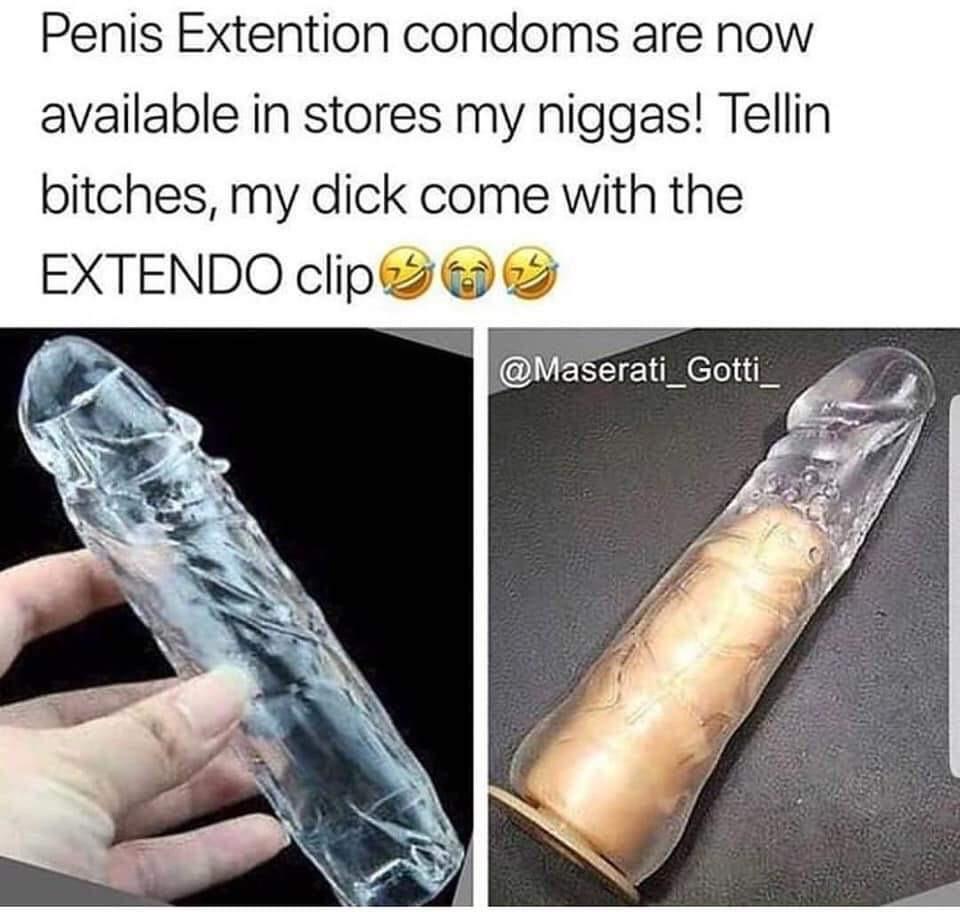 Penis Extention condoms are now
available in stores my niggas! Tellin
bitches, my dick come with the
EXTENDO clip🤣😭🤣
@Maserati_Gotti_